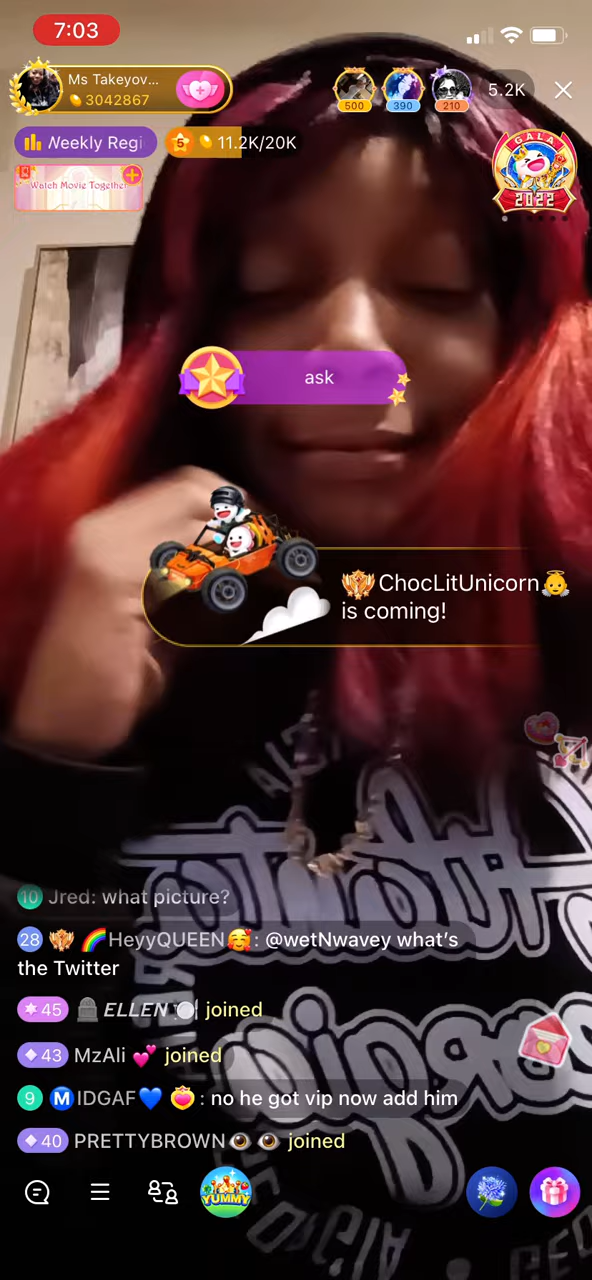 7:03
Ms Takeyov...
3042867
500
390
210
5.2K
Weekly Regi
5
11.2K/20K
Watch Movie Together
GALA
2022
ask
ChocLitUnicorn
is coming!
10 Jred: what picture?
28 HeyyQUEEN: @wetNwavey what's
the Twitter
45 ELLEN joined
43 MzAli joined
9 M IDGAF: no he got vip now add him
40 PRETTYBROWN joined
YUMMY